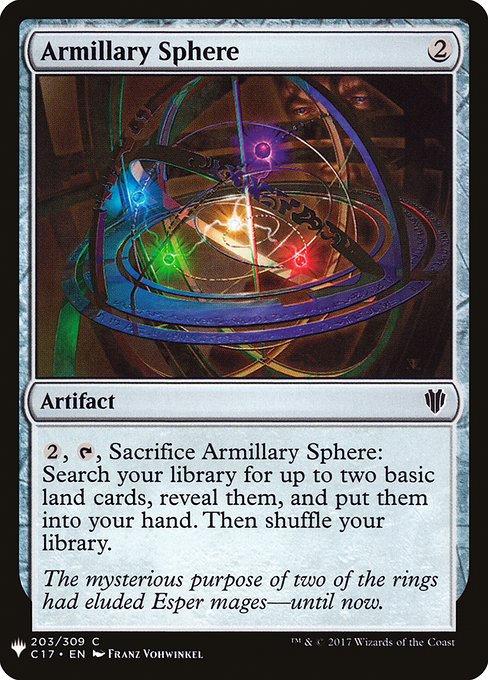 Armillary Sphere 2
Artifact
2, , Sacrifice Armillary Sphere:
Search your library for up to two basic
land cards, reveal them, and put them
into your hand. Then shuffle your
library.
The mysterious purpose of two of the rings
had eluded Esper mages—until now.
203/309 C
C17 • EN Franz Vohwinkel
™ & © 2017 Wizards of the Coast